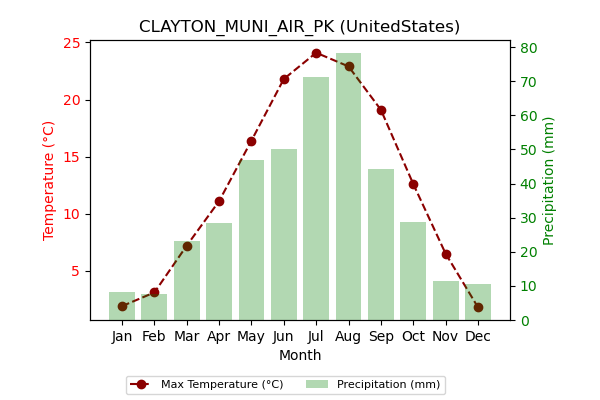 CLAYTON_MUNI_AIR_PK (UnitedStates)
25
20
15
10
5
Temperature (°C)
80
70
60
50
40
30
20
10
0
Precipitation (mm)
Jan Feb Mar Apr May Jun Jul Aug Sep Oct Nov Dec
Month
Max Temperature (°C) Precipitation (mm)